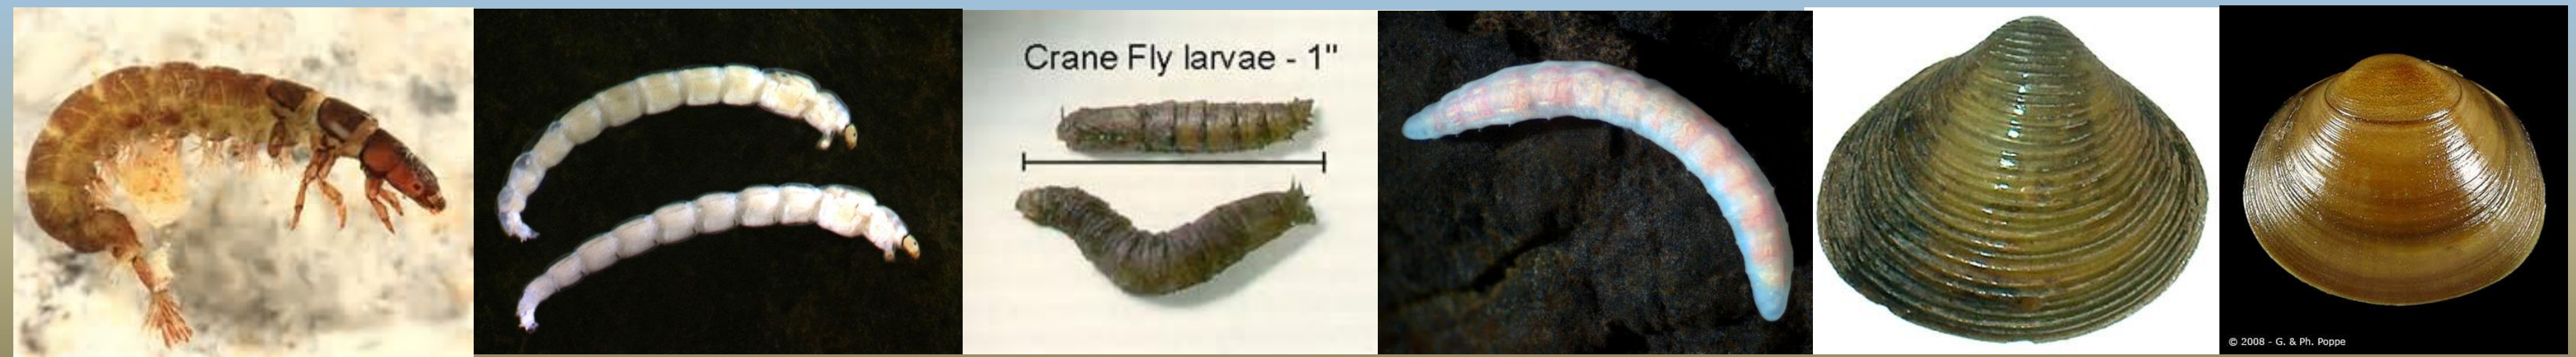 Crane Fly larvae - 1"
© 2008 - G. & Ph. Poppe